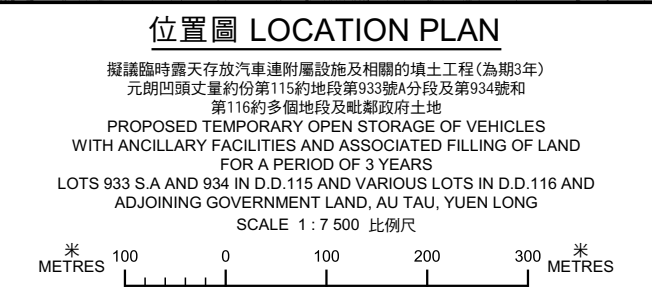 位置圖 LOCATION PLAN
擬議臨時露天存放汽車連附屬設施及相關的填土工程(為期3年)
元朗凹頭丈量約份第115約地段第933號A分段及第934號和
第116約多個地段及毗鄰政府土地
PROPOSED TEMPORARY OPEN STORAGE OF VEHICLES
WITH ANCILLARY FACILITIES AND ASSOCIATED FILLING OF LAND
FOR A PERIOD OF 3 YEARS
LOTS 933 S.A AND 934 IN D.D.115 AND VARIOUS LOTS IN D.D.116 AND
ADJOINING GOVERNMENT LAND, AU TAU, YUEN LONG
SCALE 1 : 7 500 比例尺
米 METRES 100 0 100 200 300 米 METRES